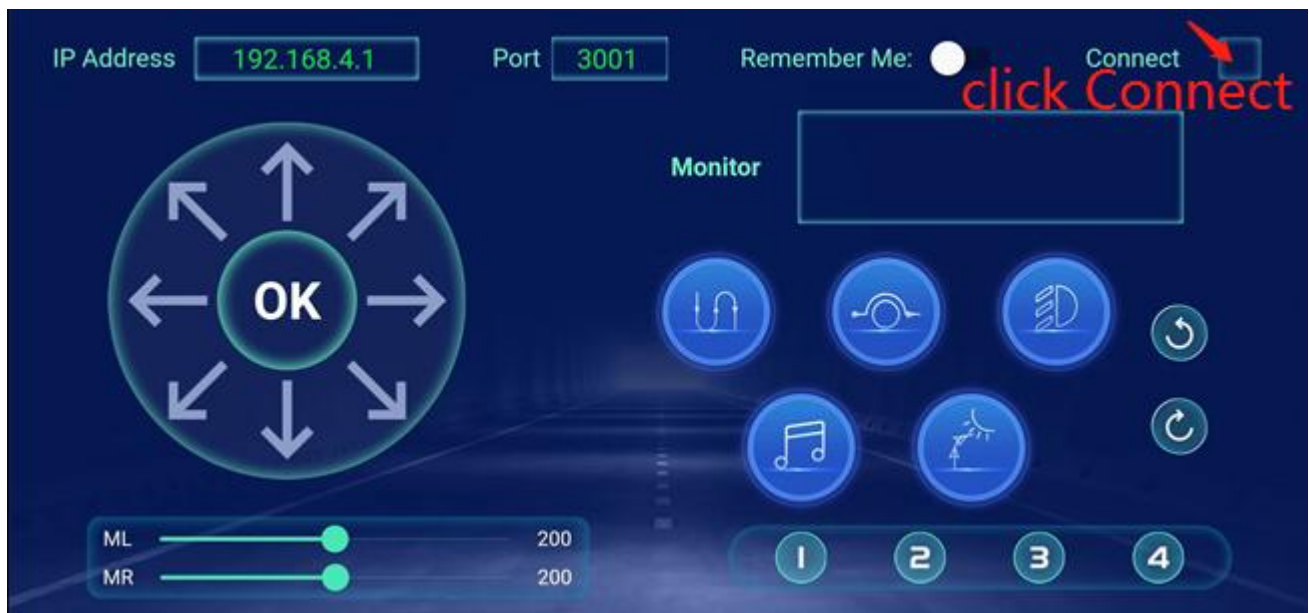 IP Address 192.168.4.1 Port 3001 Remember Me: Connect
click Connect
Monitor
OK
ML 200
MR 200
1 2 3 4